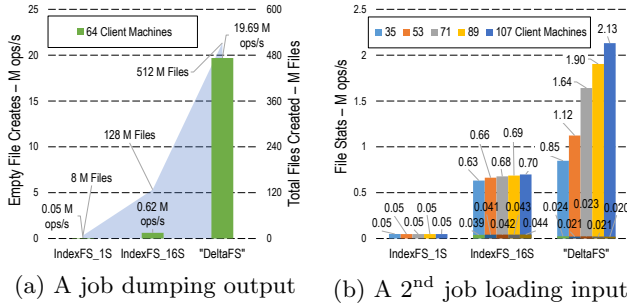 Empty File Creates – M ops/s
25
20
15
10
5
0
64 Client Machines
19.69 M
ops/s
512 M Files
128 M Files
8 M Files
0.05 M
ops/s
0.62 M
ops/s
IndexFS_1S
IndexFS_16S
"DeltaFS"
600
480
360
240
120
0
Total Files Created – M Files
(a) A job dumping output
File Stats – M ops/s
2.5
2
1.5
1
0.5
0
35
53
71
89
107 Client Machines
0.05
0.05
0.05
0.05
0.05
0.63
0.66
0.68
0.69
0.70
0.039
0.041
0.042
0.043
0.044
0.85
1.12
1.64
1.90
2.13
0.024
0.021
0.023
0.021
0.020
IndexFS_1S
IndexFS_16S
"DeltaFS"
(b) A 2nd job loading input